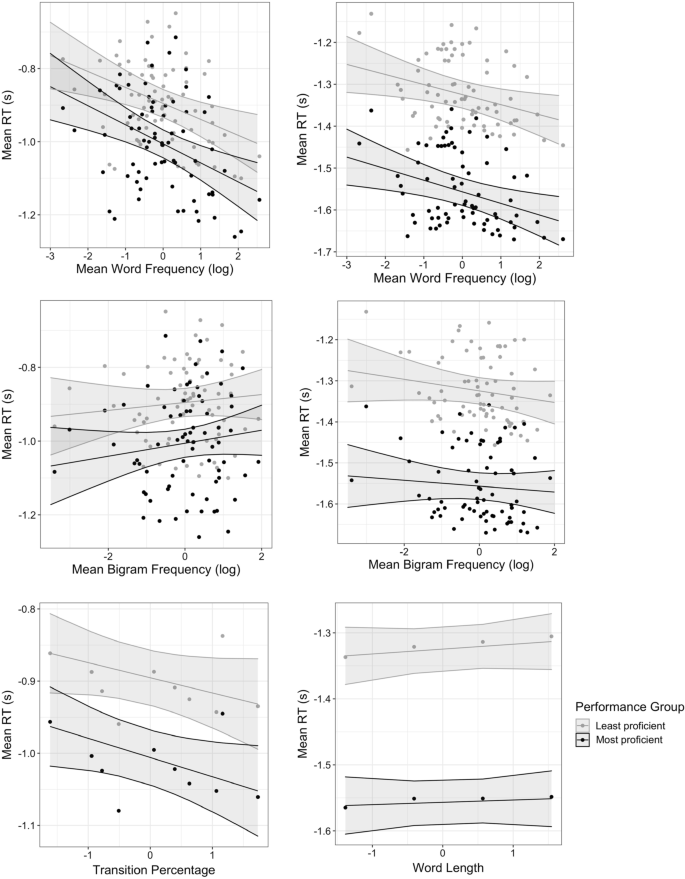 -0.8
-1.0
-1.2
Mean RT (s)
-3 -2 -1 0 1 2
Mean Word Frequency (log)
-1.2
-1.3
-1.4
-1.5
-1.6
-1.7
Mean RT (s)
-3 -2 -1 0 1 2
Mean Word Frequency (log)
-0.8
-1.0
-1.2
Mean RT (s)
-2 0 2
Mean Bigram Frequency (log)
-1.2
-1.3
-1.4
-1.5
-1.6
Mean RT (s)
-2 0 2
Mean Bigram Frequency (log)
-0.8
-0.9
-1.0
-1.1
Mean RT (s)
-1 0 1
Transition Percentage
-1.3
-1.4
-1.5
-1.6
Mean RT (s)
-1 0 1
Word Length
Performance Group
Least proficient
Most proficient